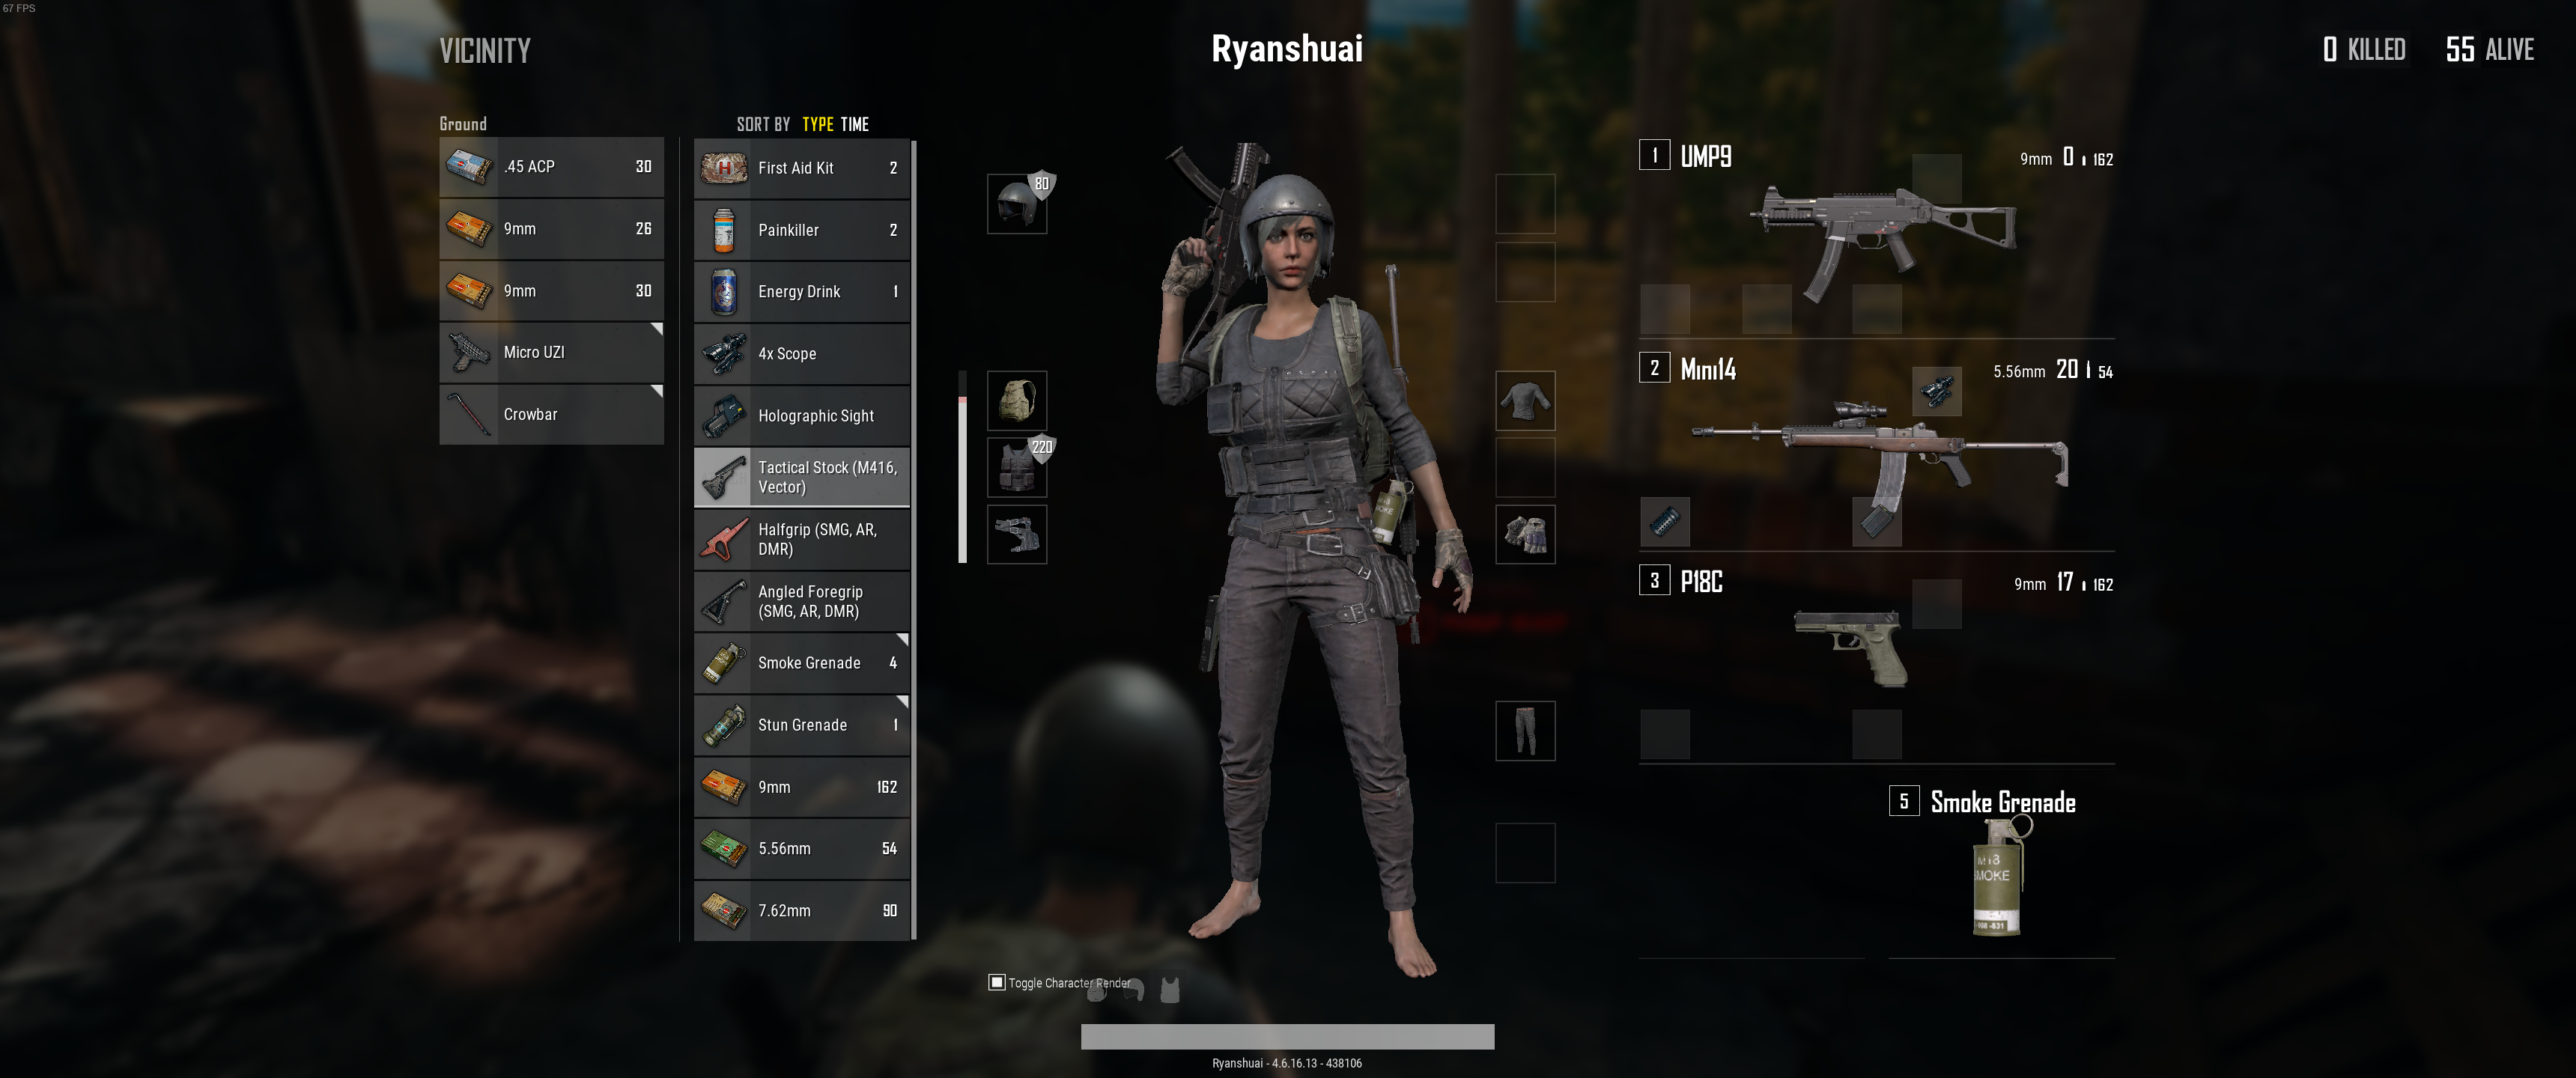 67 FPS
VICINITY
Ryanshuai
0 KILLED 55 ALIVE
Ground
.45 ACP 30
9mm 26
9mm 30
Micro UZI
Crowbar
SORT BY TYPE TIME
First Aid Kit 2
Painkiller 2
Energy Drink 1
4x Scope
Holographic Sight
Tactical Stock (M416,
Vector)
Halfgrip (SMG, AR,
DMR)
Angled Foregrip
(SMG, AR, DMR)
Smoke Grenade 4
Stun Grenade 1
9mm 162
5.56mm 54
7.62mm 90
80
220
Toggle Character Render
1 UMP9 9mm 0 162
2 Mini14 5.56mm 20 54
3 P18C 9mm 17 162
5 Smoke Grenade
M18
SMOKE
Ryanshuai - 4.6.16.13 - 438106